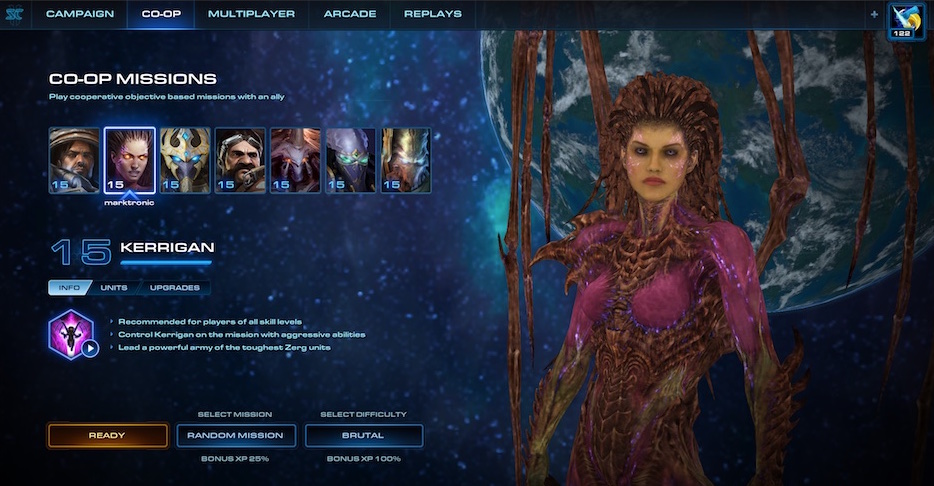 SC
CAMPAIGN CO-OP MULTIPLAYER ARCADE REPLAYS +
122
CO-OP MISSIONS
Play cooperative objective based missions with an ally
15 15 15 15 15 15 15
marktronic
15 KERRIGAN
INFO UNITS UPGRADES
Recommended for players of all skill levels
Control Kerrigan on the mission with aggressive abilities
Lead a powerful army of the toughest Zerg units
SELECT MISSION SELECT DIFFICULTY
READY RANDOM MISSION BRUTAL
BONUS XP 25% BONUS XP 100%